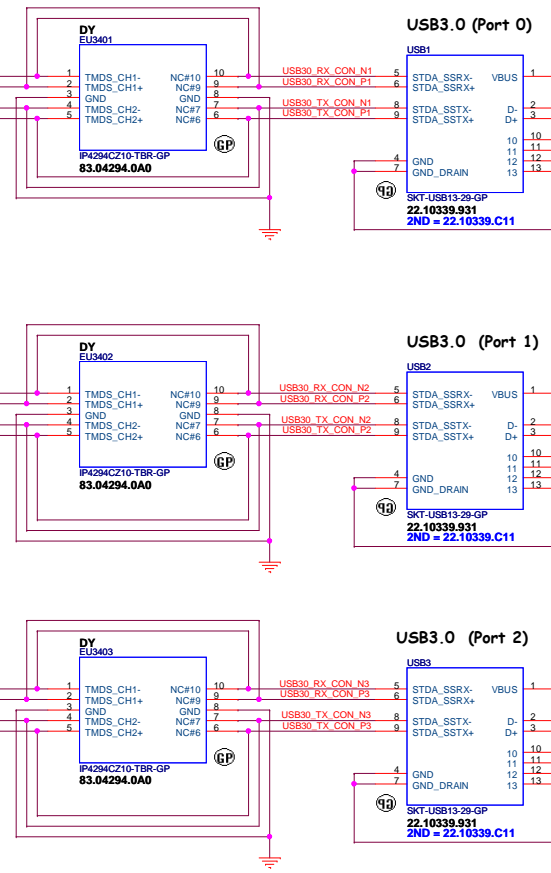 USB3.0 (Port 0)
DY
EU3401
USB1
1 TMDS_CH1- NC#10 10 USB30_RX_CON_N1 5 STDA_SSRX- VBUS 1
2 TMDS_CH1+ NC#9 9 USB30_RX_CON_P1 6 STDA_SSRX+
3 GND GND 8
4 TMDS_CH2- NC#7 7 USB30_TX_CON_N1 8 STDA_SSTX- D- 2
5 TMDS_CH2+ NC#6 6 USB30_TX_CON_P1 9 STDA_SSTX+ D+ 3
10 10
11 11
4 GND 12 12
7 GND_DRAIN 13 13
GP
IP4294CZ10-TBR-GP
83.04294.0A0
GP
SKT-USB13-29-GP
22.10339.931
2ND = 22.10339.C11
USB3.0 (Port 1)
DY
EU3402
USB2
1 TMDS_CH1- NC#10 10 USB30_RX_CON_N2 5 STDA_SSRX- VBUS 1
2 TMDS_CH1+ NC#9 9 USB30_RX_CON_P2 6 STDA_SSRX+
3 GND GND 8
4 TMDS_CH2- NC#7 7 USB30_TX_CON_N2 8 STDA_SSTX- D- 2
5 TMDS_CH2+ NC#6 6 USB30_TX_CON_P2 9 STDA_SSTX+ D+ 3
10 10
11 11
4 GND 12 12
7 GND_DRAIN 13 13
GP
IP4294CZ10-TBR-GP
83.04294.0A0
GP
SKT-USB13-29-GP
22.10339.931
2ND = 22.10339.C11
USB3.0 (Port 2)
DY
EU3403
USB3
1 TMDS_CH1- NC#10 10 USB30_RX_CON_N3 5 STDA_SSRX- VBUS 1
2 TMDS_CH1+ NC#9 9 USB30_RX_CON_P3 6 STDA_SSRX+
3 GND GND 8
4 TMDS_CH2- NC#7 7 USB30_TX_CON_N3 8 STDA_SSTX- D- 2
5 TMDS_CH2+ NC#6 6 USB30_TX_CON_P3 9 STDA_SSTX+ D+ 3
10 10
11 11
4 GND 12 12
7 GND_DRAIN 13 13
GP
IP4294CZ10-TBR-GP
83.04294.0A0
GP
SKT-USB13-29-GP
22.10339.931
2ND = 22.10339.C11